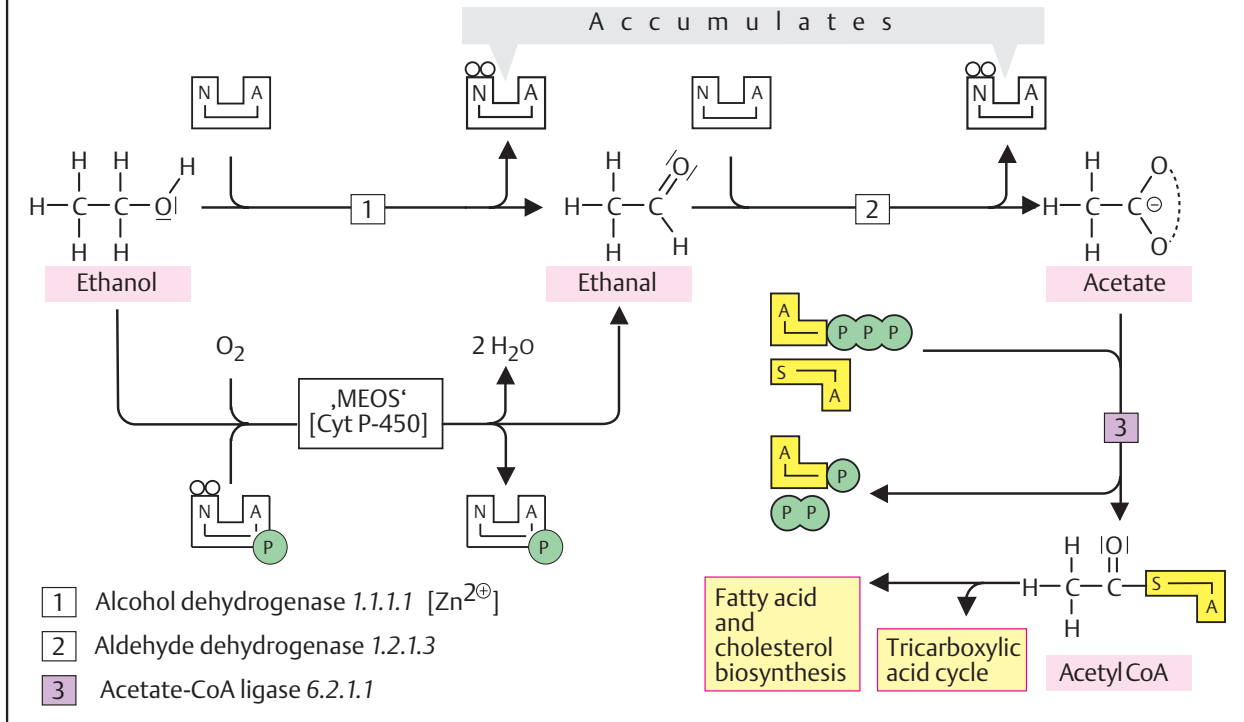 Accumulates
N A
N A
N A
N A
H H H
H C C O
H H
1
H O
H C C
H H
2
H O
H C C ⊖
H O
Ethanol
Ethanal
Acetate
O2
2 H2O
‚MEOS‘
[Cyt P-450]
N A P
N A P
A P P P
S A
3
A P
P P
1 Alcohol dehydrogenase 1.1.1.1 [Zn2⊕]
2 Aldehyde dehydrogenase 1.2.1.3
3 Acetate-CoA ligase 6.2.1.1
Fatty acid
and
cholesterol
biosynthesis
Tricarboxylic
acid cycle
H |O|
H C C S A
H
Acetyl CoA